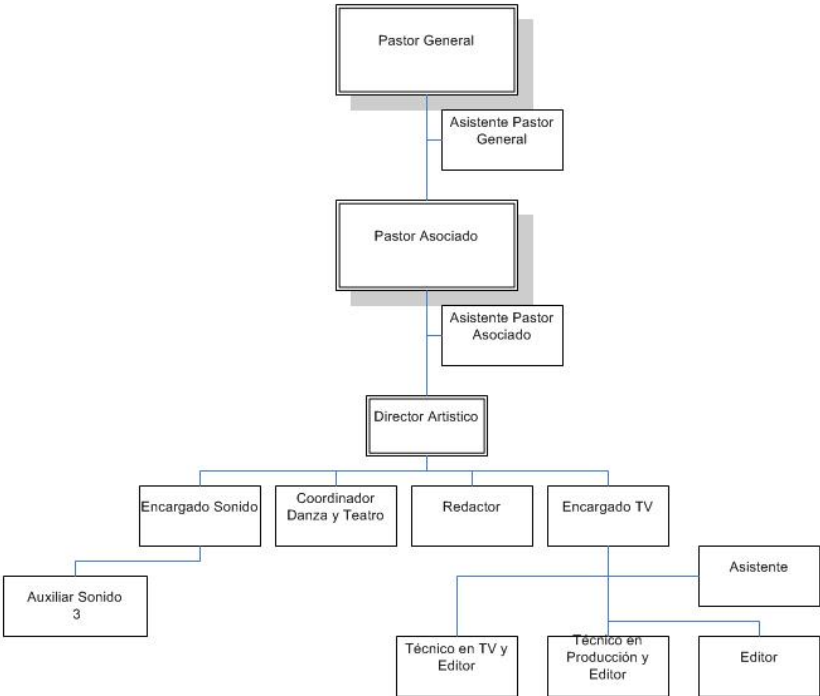 Pastor General
Asistente Pastor
General
Pastor Asociado
Asistente Pastor
Asociado
Director Artistico
Encargado Sonido
Coordinador
Danza y Teatro
Redactor
Encargado TV
Asistente
Auxiliar Sonido
3
Técnico en TV y
Editor
Técnico en
Producción y
Editor
Editor